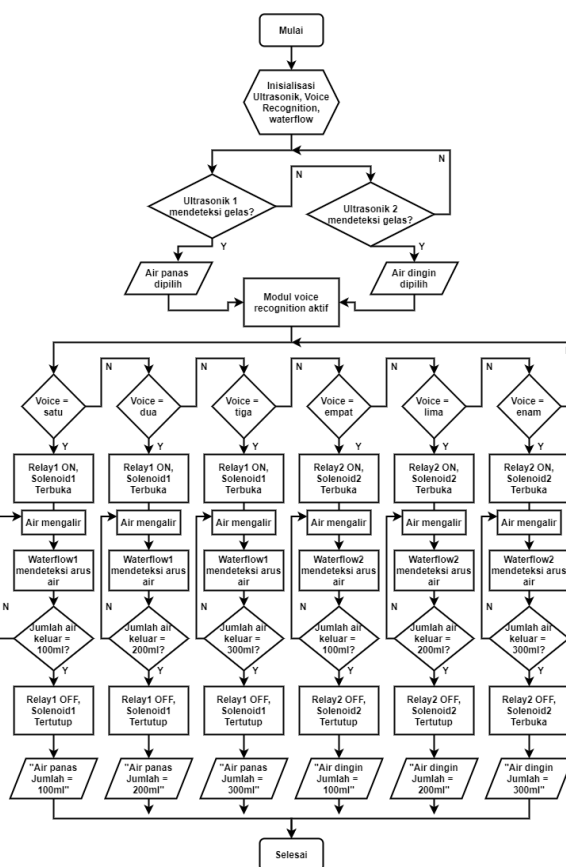 Mulai
Inisialisasi
Ultrasonik, Voice
Recognition,
waterflow
N
N
Ultrasonik 1
mendeteksi gelas?
Ultrasonik 2
mendeteksi gelas?
Y
Y
Air panas
dipilih
Air dingin
dipilih
Modul voice
recognition aktif
N
N
N
N
N
Voice =
satu
Voice =
dua
Voice =
tiga
Voice =
empat
Voice =
lima
Voice =
enam
Y
Y
Y
Y
Y
Y
Relay1 ON,
Solenoid1
Terbuka
Relay1 ON,
Solenoid1
Terbuka
Relay1 ON,
Solenoid1
Terbuka
Relay2 ON,
Solenoid2
Terbuka
Relay2 ON,
Solenoid2
Terbuka
Relay2 ON,
Solenoid2
Terbuka
Air mengalir
Air mengalir
Air mengalir
Air mengalir
Air mengalir
Air mengalir
Waterflow1
mendeteksi arus
air
Waterflow1
mendeteksi arus
air
Waterflow1
mendeteksi arus
air
Waterflow2
mendeteksi arus
air
Waterflow2
mendeteksi arus
air
Waterflow2
mendeteksi arus
air
N
N
N
N
N
N
Jumlah air
keluar =
100ml?
Jumlah air
keluar =
200ml?
Jumlah air
keluar =
300ml?
Jumlah air
keluar =
100ml?
Jumlah air
keluar =
200ml?
Jumlah air
keluar =
300ml?
Y
Y
Y
Y
Y
Y
Relay1 OFF,
Solenoid1
Tertutup
Relay1 OFF,
Solenoid1
Tertutup
Relay1 OFF,
Solenoid1
Tertutup
Relay2 OFF,
Solenoid2
Tertutup
Relay2 OFF,
Solenoid2
Tertutup
Relay2 OFF,
Solenoid2
Terbuka
"Air panas
Jumlah =
100ml"
"Air panas
Jumlah =
200ml"
"Air panas
Jumlah =
300ml"
"Air dingin
Jumlah =
100ml"
"Air dingin
Jumlah =
200ml"
"Air dingin
Jumlah =
300ml"
Selesai